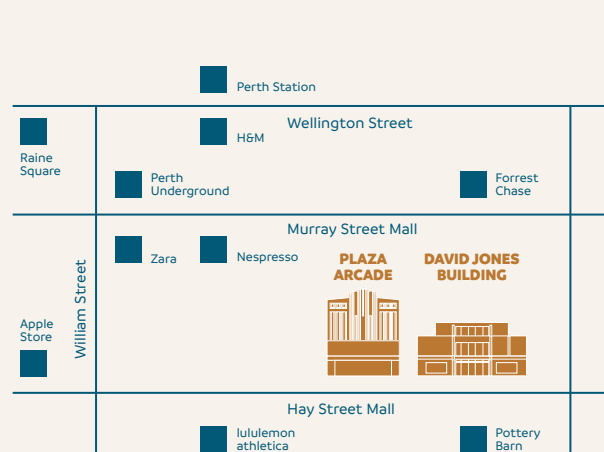 Perth Station
Wellington Street
H&M
Raine
Square
Perth
Underground
Forrest
Chase
Murray Street Mall
Zara
Nespresso
PLAZA
ARCADE
DAVID JONES
BUILDING
William Street
Apple
Store
Hay Street Mall
lululemon
athletica
Pottery
Barn